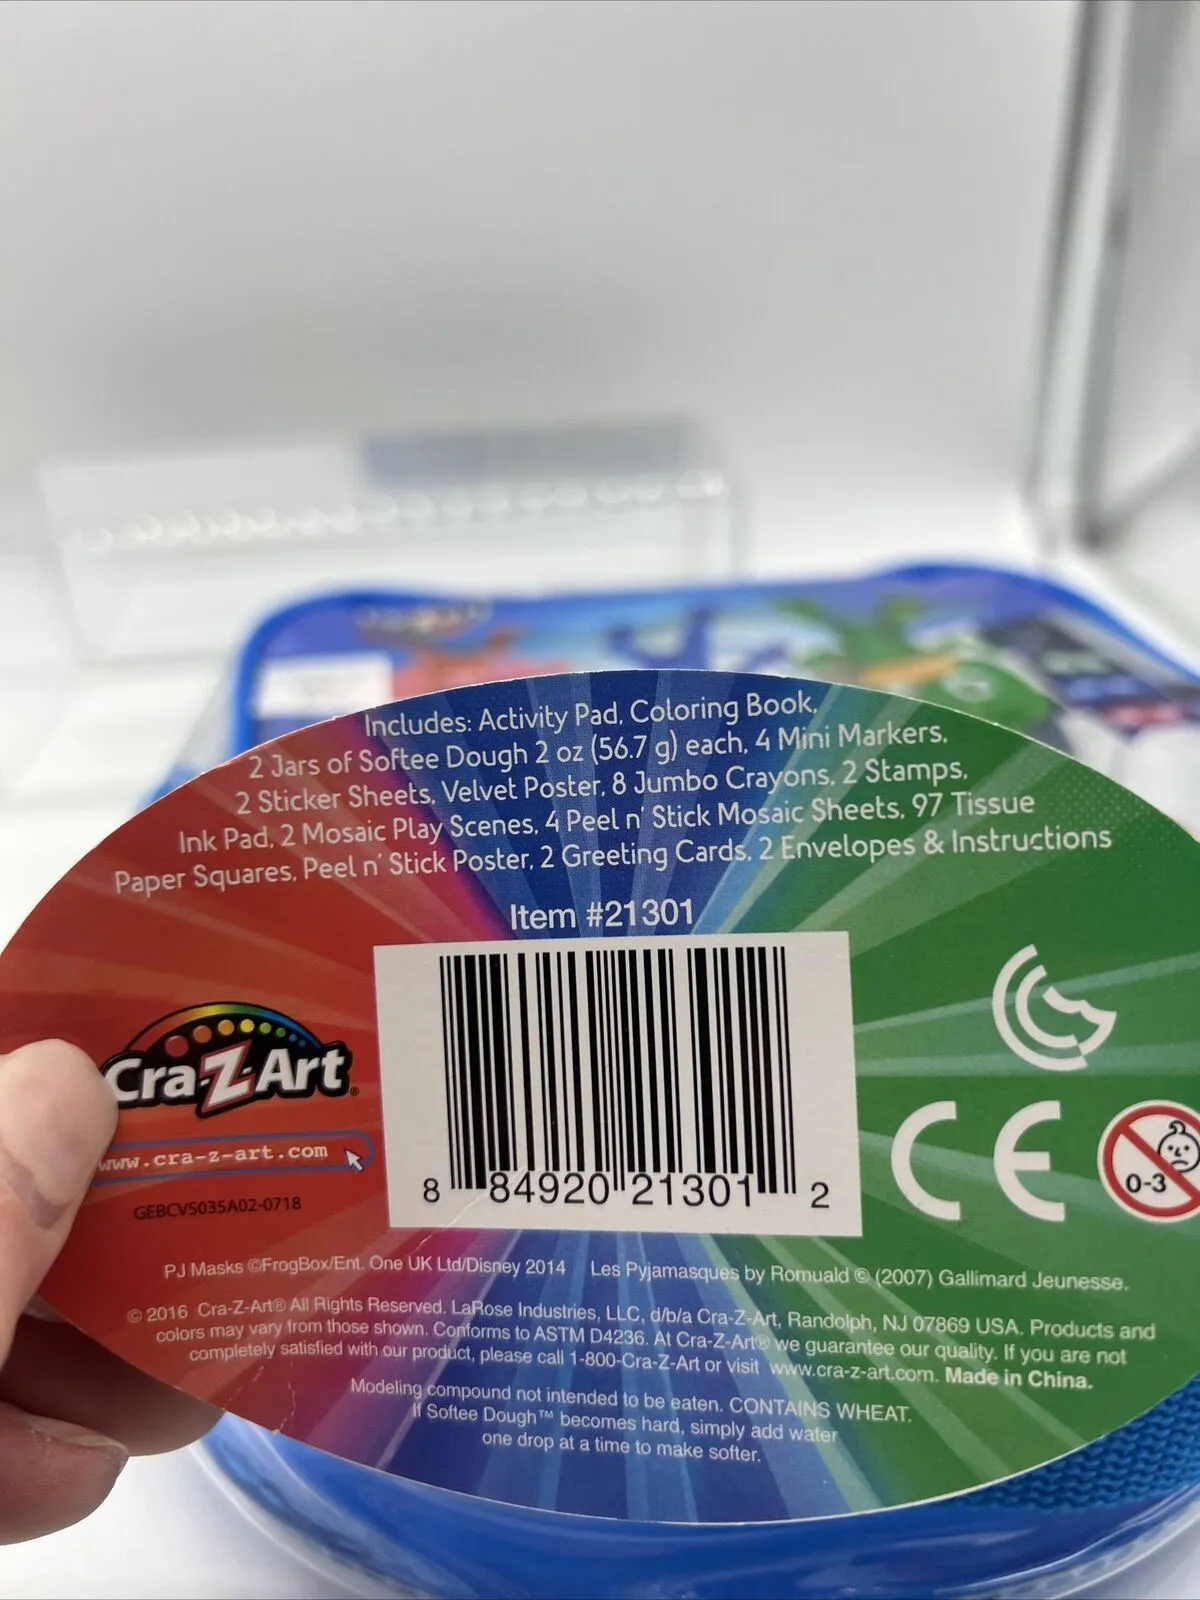 Includes: Activity Pad, Coloring Book,
2 Jars of Softee Dough 2 oz (56.7 g) each, 4 Mini Markers,
2 Sticker Sheets, Velvet Poster, 8 Jumbo Crayons, 2 Stamps,
Ink Pad, 2 Mosaic Play Scenes, 4 Peel n' Stick Mosaic Sheets, 97 Tissue
Paper Squares, Peel n' Stick Poster, 2 Greeting Cards, 2 Envelopes & Instructions
Item #21301
Cra-Z-Art®
www.cra-z-art.com
GEBCVS035A02-0718
8 84920 21301 2
CE
0-3
PJ Masks ©FrogBox/Ent. One UK Ltd/Disney 2014 Les Pyjamasques by Romuald © (2007) Gallimard Jeunesse.
© 2016 Cra-Z-Art® All Rights Reserved. LaRose Industries, LLC, d/b/a Cra-Z-Art, Randolph, NJ 07869 USA. Products and
colors may vary from those shown. Conforms to ASTM D4236. At Cra-Z-Art® we guarantee our quality. If you are not
completely satisfied with our product, please call 1-800-Cra-Z-Art or visit www.cra-z-art.com. Made in China.
Modeling compound not intended to be eaten. CONTAINS WHEAT.
If Softee Dough™ becomes hard, simply add water
one drop at a time to make softer.